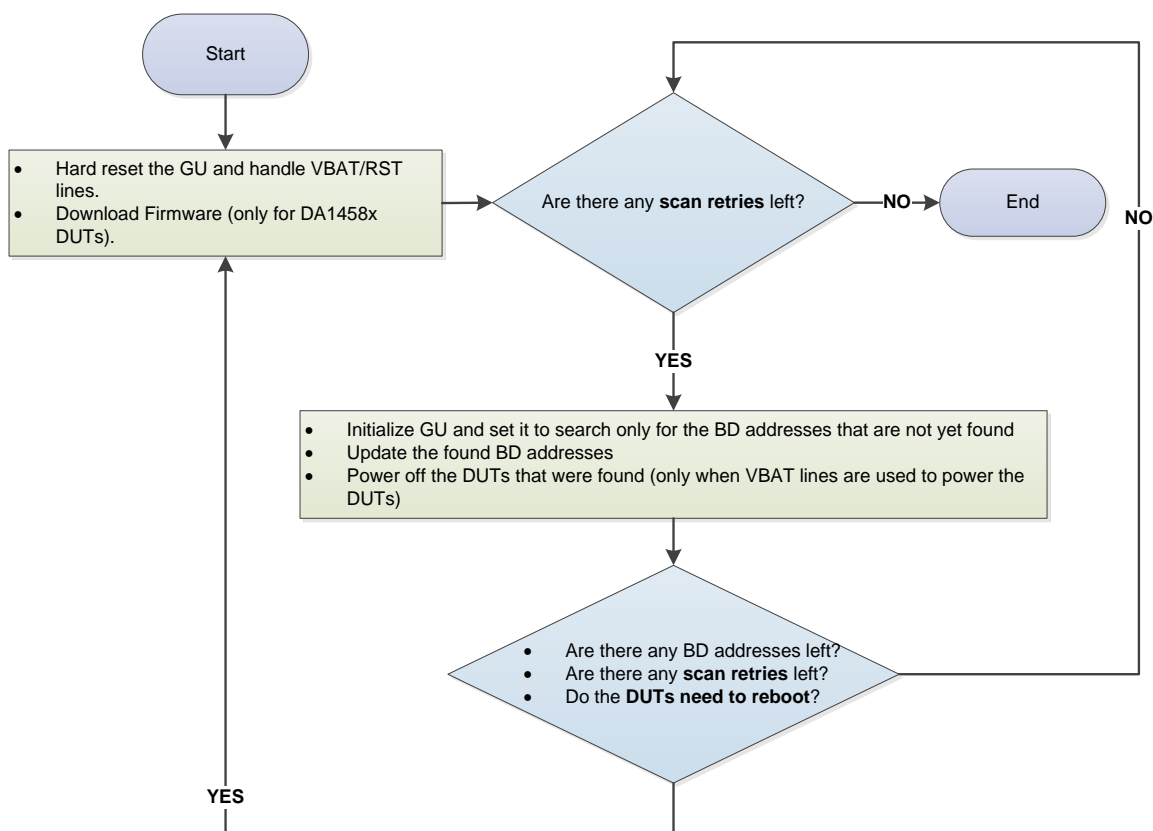 Start
• Hard reset the GU and handle VBAT/RST
lines.
• Download Firmware (only for DA1458x
DUTs).
Are there any scan retries left?
NO
End
NO
YES
• Initialize GU and set it to search only for the BD addresses that are not yet found
• Update the found BD addresses
• Power off the DUTs that were found (only when VBAT lines are used to power the
DUTs)
• Are there any BD addresses left?
• Are there any scan retries left?
• Do the DUTs need to reboot?
YES